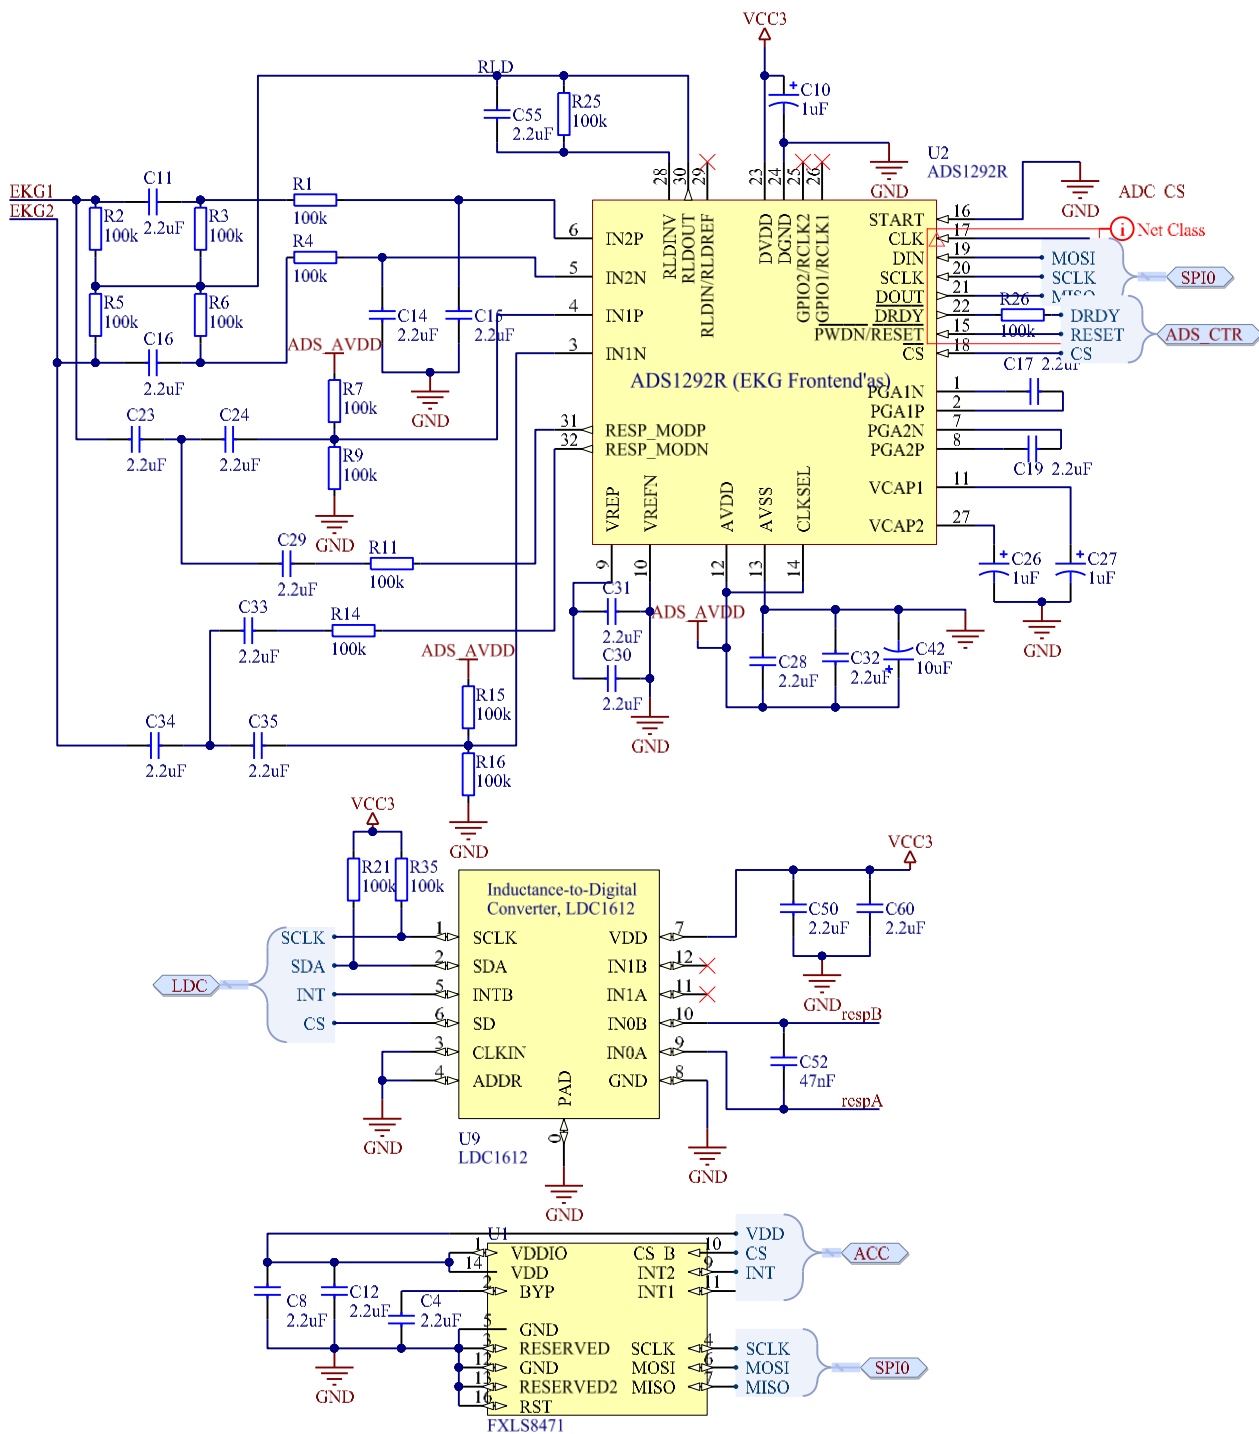 VCC3
C10
1uF
RLD
C55
2.2uF
R25
100k
GND
U2
ADS1292R
GND
ADC_CS
Net Class
EKG1
EKG2
C11
2.2uF
R1
100k
R2
100k
R3
100k
R4
100k
R5
100k
R6
100k
C16
2.2uF
C14
2.2uF
C15
2.2uF
GND
ADS_AVDD
R7
100k
R9
100k
GND
C23
2.2uF
C24
2.2uF
C29
2.2uF
R11
100k
C33
2.2uF
R14
100k
ADS_AVDD
R15
100k
R16
100k
GND
C34
2.2uF
C35
2.2uF
28
30
29
23
24
25
26
RLDINV
RLDOUT
RLDIN/RLDREF
DVDD
DGND
GPIO2/RCLK2
GPIO1/RCLK1
6 IN2P
5 IN2N
4 IN1P
3 IN1N
31 RESP_MODP
32 RESP_MODN
ADS1292R (EKG Frontend'as)
START 16
CLK 17
DIN 19
SCLK 20
DOUT 21
DRDY 22
PWDN/RESET 15
CS 18
PGA1N 1
PGA1P 2
PGA2N 7
PGA2P 8
VCAP1 11
VCAP2 27
VREP
VREFN
AVDD
AVSS
CLKSEL
9
10
12
13
14
MOSI
SCLK
MISO
SPI0
R26
100k
DRDY
RESET
CS
ADS_CTR
C17 2.2uF
C19 2.2uF
C26
1uF
C27
1uF
GND
C31
2.2uF
C30
2.2uF
GND
ADS_AVDD
C28
2.2uF
C32
2.2uF
C42
10uF
VCC3
R21
100k
R35
100k
LDC
SCLK
SDA
INT
CS
Inductance-to-Digital
Converter, LDC1612
1 SCLK
2 SDA
5 INTB
6 SD
3 CLKIN
4 ADDR
VDD 7
IN1B 12
IN1A 11
IN0B 10
IN0A 9
GND 8
PAD
0
U9
LDC1612
GND
GND
GND
VCC3
C50
2.2uF
C60
2.2uF
GND
respB
C52
47nF
respA
U1
1 VDDIO
14 VDD
2 BYP
5 GND
3 RESERVED
12 GND
13 RESERVED2
16 RST
CS_B 10
INT2 9
INT1 11
SCLK 4
MOSI 6
MISO 7
FXLS8471
C8
2.2uF
C12
2.2uF
C4
2.2uF
GND
VDD
CS
INT
ACC
SCLK
MOSI
MISO
SPI0